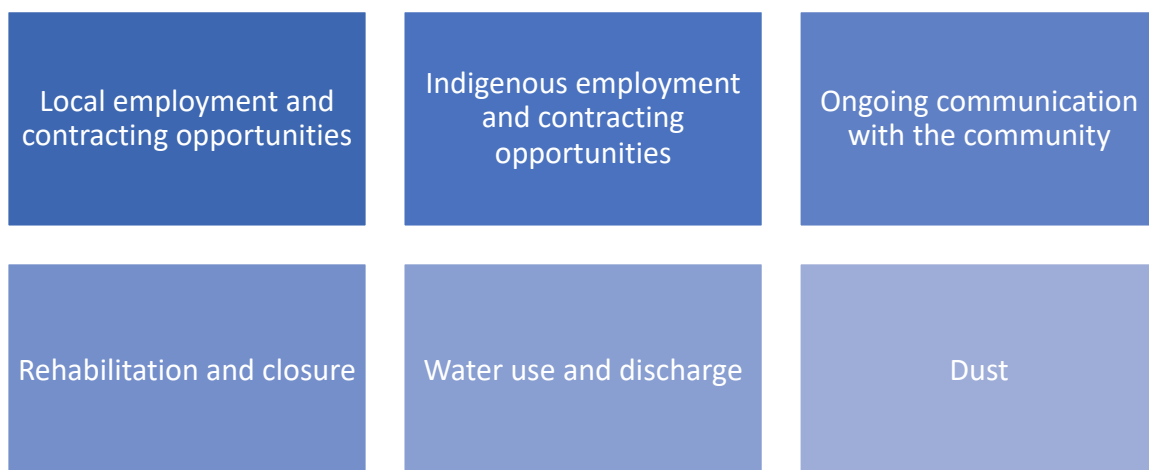 Local employment and
contracting opportunities
Indigenous employment
and contracting
opportunities
Ongoing communication
with the community
Rehabilitation and closure
Water use and discharge
Dust